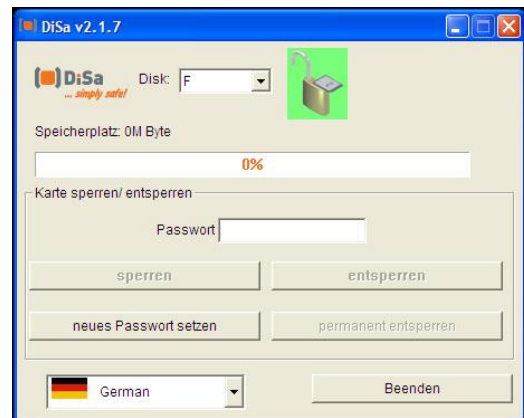 DiSa v2.1.7
DiSa
... simply safe!
Disk: F
Speicherplatz: 0M Byte
0%
Karte sperren/ entsperren
Passwort
sperren entsperren
neues Passwort setzen permanent entsperren
German Beenden